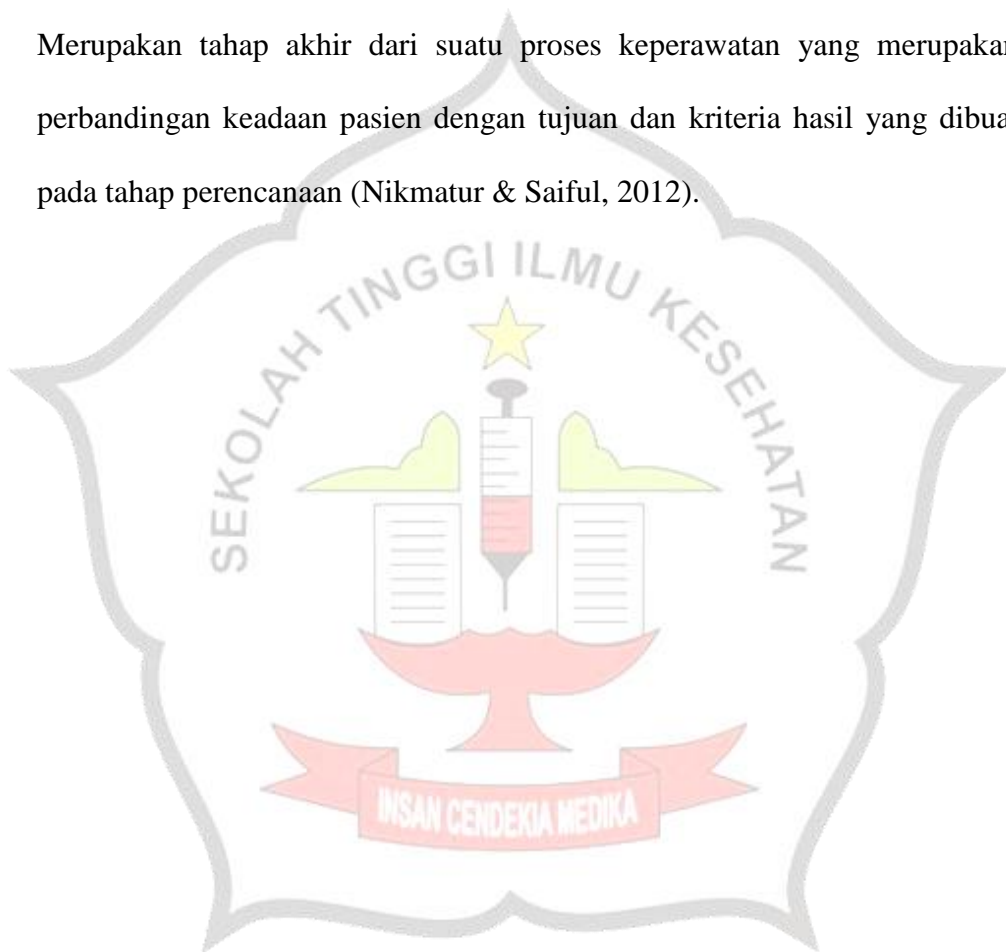 Merupakan tahap akhir dari suatu proses keperawatan yang merupakan
perbandingan keadaan pasien dengan tujuan dan kriteria hasil yang dibua
pada tahap perencanaan (Nikmatur & Saiful, 2012).
SEKOLAH TINGGI ILMU KESEHATAN
INSAN CENDEKIA MEDIKA